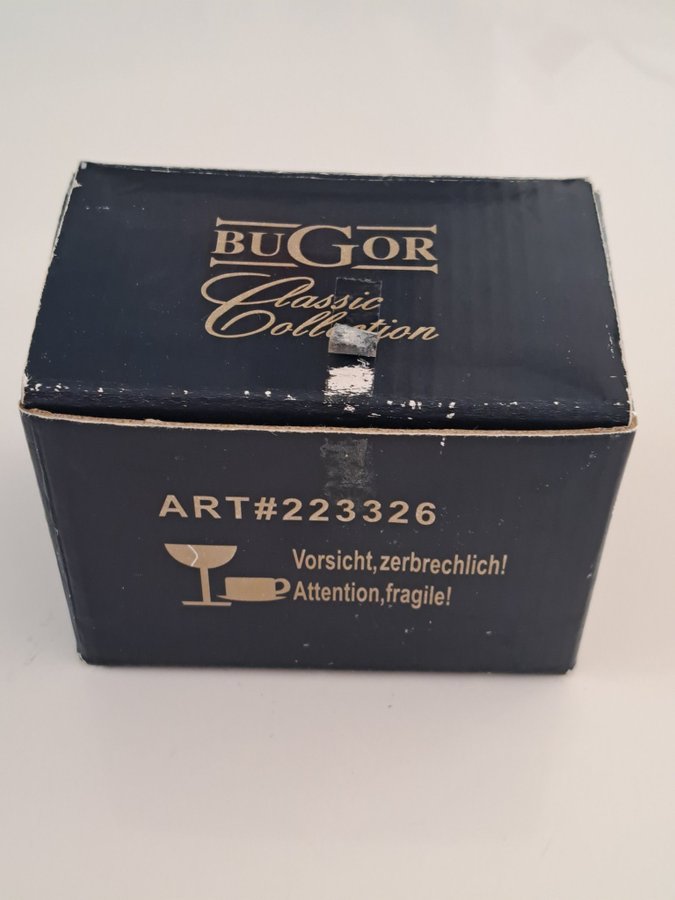 BUGOR
Classic
Collection
ART#223326
Vorsicht,zerbrechlich!
Attention,fragile!